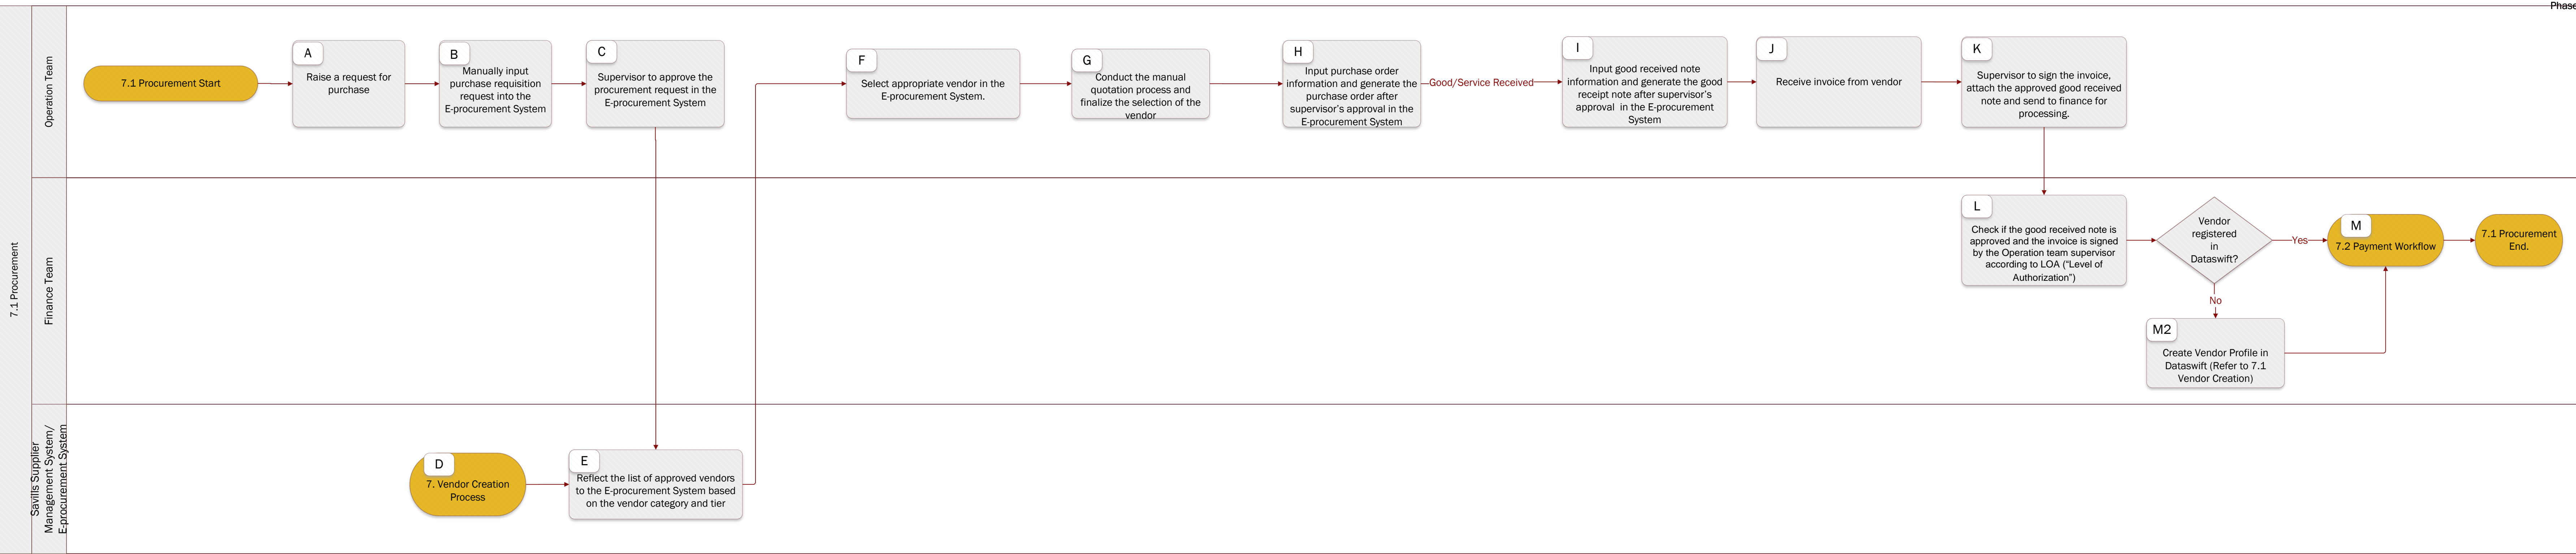 Phase
7.1 Procurement
Operation Team
7.1 Procurement Start
A
Raise a request for
purchase
B
Manually input
purchase requisition
request into the
E-procurement System
C
Supervisor to approve the
procurement request in the
E-procurement System
F
Select appropriate vendor in the
E-procurement System.
G
Conduct the manual
quotation process and
finalize the selection of the
vendor
H
Input purchase order
information and generate the
purchase order after
supervisor's approval in the
E-procurement System
Good/Service Received
I
Input good received note
information and generate the good
receipt note after supervisor's
approval in the E-procurement
System
J
Receive invoice from vendor
K
Supervisor to sign the invoice,
attach the approved good received
note and send to finance for
processing.
Finance Team
L
Check if the good received note is
approved and the invoice is signed
by the Operation team supervisor
according to LOA ("Level of
Authorization")
Vendor
registered
in
Dataswift?
Yes
M
7.2 Payment Workflow
7.1 Procurement
End.
No
M2
Create Vendor Profile in
Dataswift (Refer to 7.1
Vendor Creation)
Savills Supplier
Management System/
E-procurement System
D
7. Vendor Creation
Process
E
Reflect the list of approved vendors
to the E-procurement System based
on the vendor category and tier